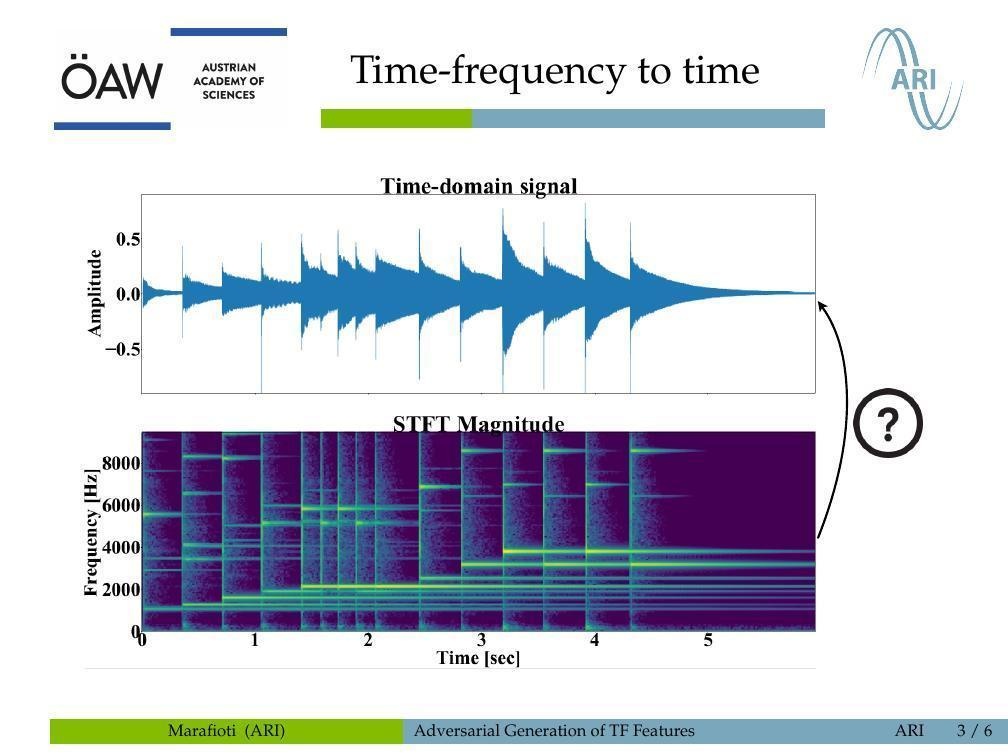 ÖAW
AUSTRIAN
ACADEMY OF
SCIENCES
Time-frequency to time
ARI
Time-domain signal
Amplitude
0.5
0.0
−0.5
STFT Magnitude
Frequency [Hz]
8000
6000
4000
2000
0
0 1 2 3 4 5
Time [sec]
?
Marafioti (ARI) Adversarial Generation of TF Features ARI 3 / 6